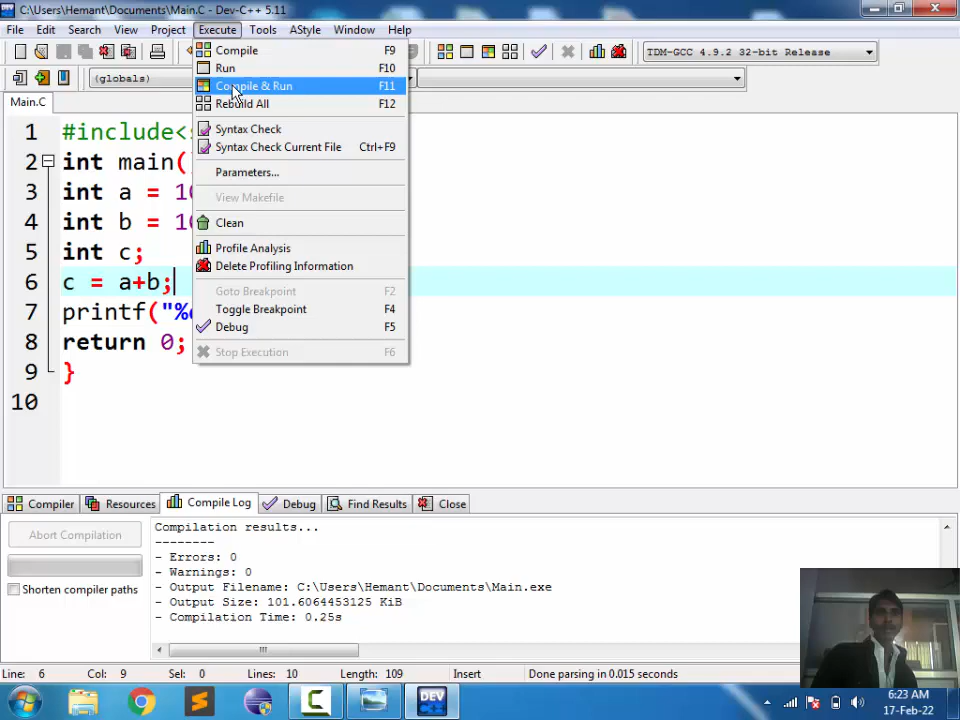 C:\Users\Hemant\Documents\Main.C - Dev-C++ 5.11
File Edit Search View Project Execute Tools AStyle Window Help
TDM-GCC 4.9.2 32-bit Release
(globals)
Compile F9
Run F10
Compile & Run F11
Rebuild All F12
Syntax Check
Syntax Check Current File Ctrl+F9
Parameters...
View Makefile
Clean
Profile Analysis
Delete Profiling Information
Goto Breakpoint F2
Toggle Breakpoint F4
Debug F5
Stop Execution F6
Main.C
1 #include<
2 int main(
3 int a = 10
4 int b = 10
5 int c;
6 c = a+b;
7 printf("%
8 return 0;
9 }
10
Compiler Resources Compile Log Debug Find Results Close
Abort Compilation
Shorten compiler paths
Compilation results...
--------
- Errors: 0
- Warnings: 0
- Output Filename: C:\Users\Hemant\Documents\Main.exe
- Output Size: 101.6064453125 KiB
- Compilation Time: 0.25s
Line: 6 Col: 9 Sel: 0 Lines: 10 Length: 109 Insert Done parsing in 0.015 seconds
DEV
6:23 AM
17-Feb-22